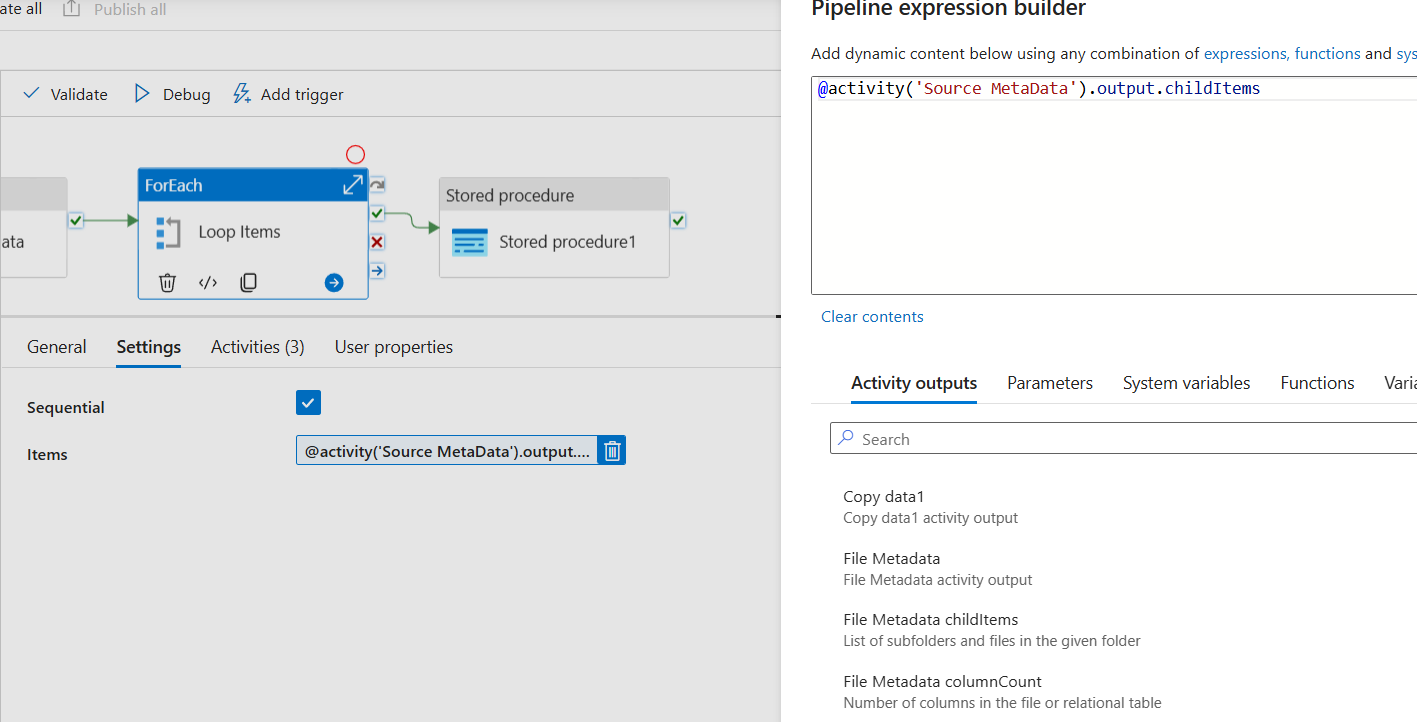 ate all
Publish all
Validate
Debug
Add trigger
ata
ForEach
Loop Items
Stored procedure
Stored procedure1
General
Settings
Activities (3)
User properties
Sequential
Items
@activity('Source MetaData').output....
Pipeline expression builder
Add dynamic content below using any combination of expressions, functions and sys
@activity('Source MetaData').output.childItems
Clear contents
Activity outputs
Parameters
System variables
Functions
Varia
Search
Copy data1
Copy data1 activity output
File Metadata
File Metadata activity output
File Metadata childItems
List of subfolders and files in the given folder
File Metadata columnCount
Number of columns in the file or relational table